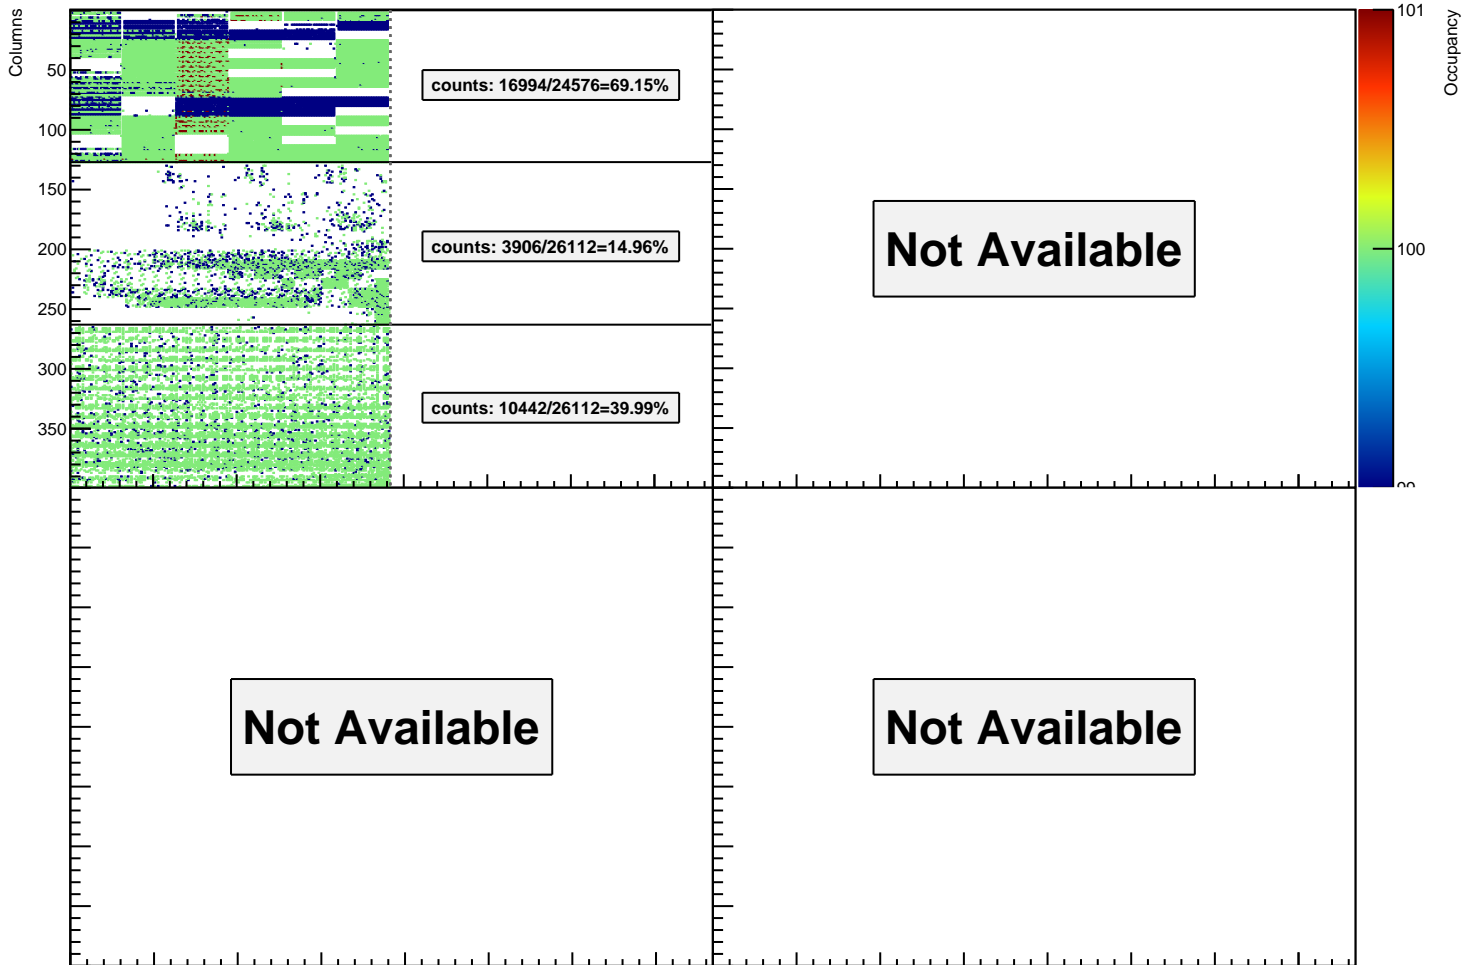 Columns
50
100
150
200
250
300
350
counts: 16994/24576=69.15%
counts: 3906/26112=14.96%
counts: 10442/26112=39.99%
Not Available
101
100
99
Occupancy
Not Available
Not Available